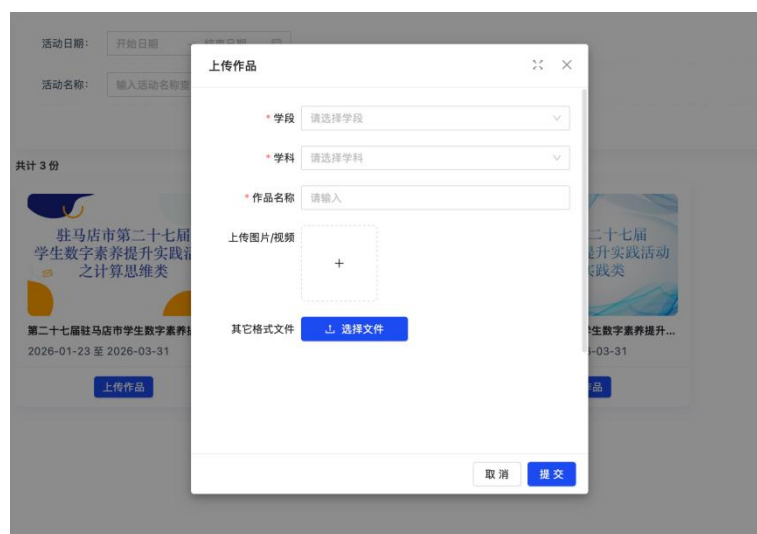 活动日期：
开始日期
上传作品
活动名称：
* 学段
请选择学段
* 学科
请选择学科
共计 3 份
* 作品名称
请输入
驻马店市第二十七届
二十七届
上传图片/视频
学生数字素养提升实践活
提升实践活动
之计算思维类
实践类
+
第二十七届驻马店市学生数字素养提
其它格式文件
选择文件
学生数字素养提升...
2026-01-23 至 2026-03-31
-03-31
上传作品
取 消
提 交